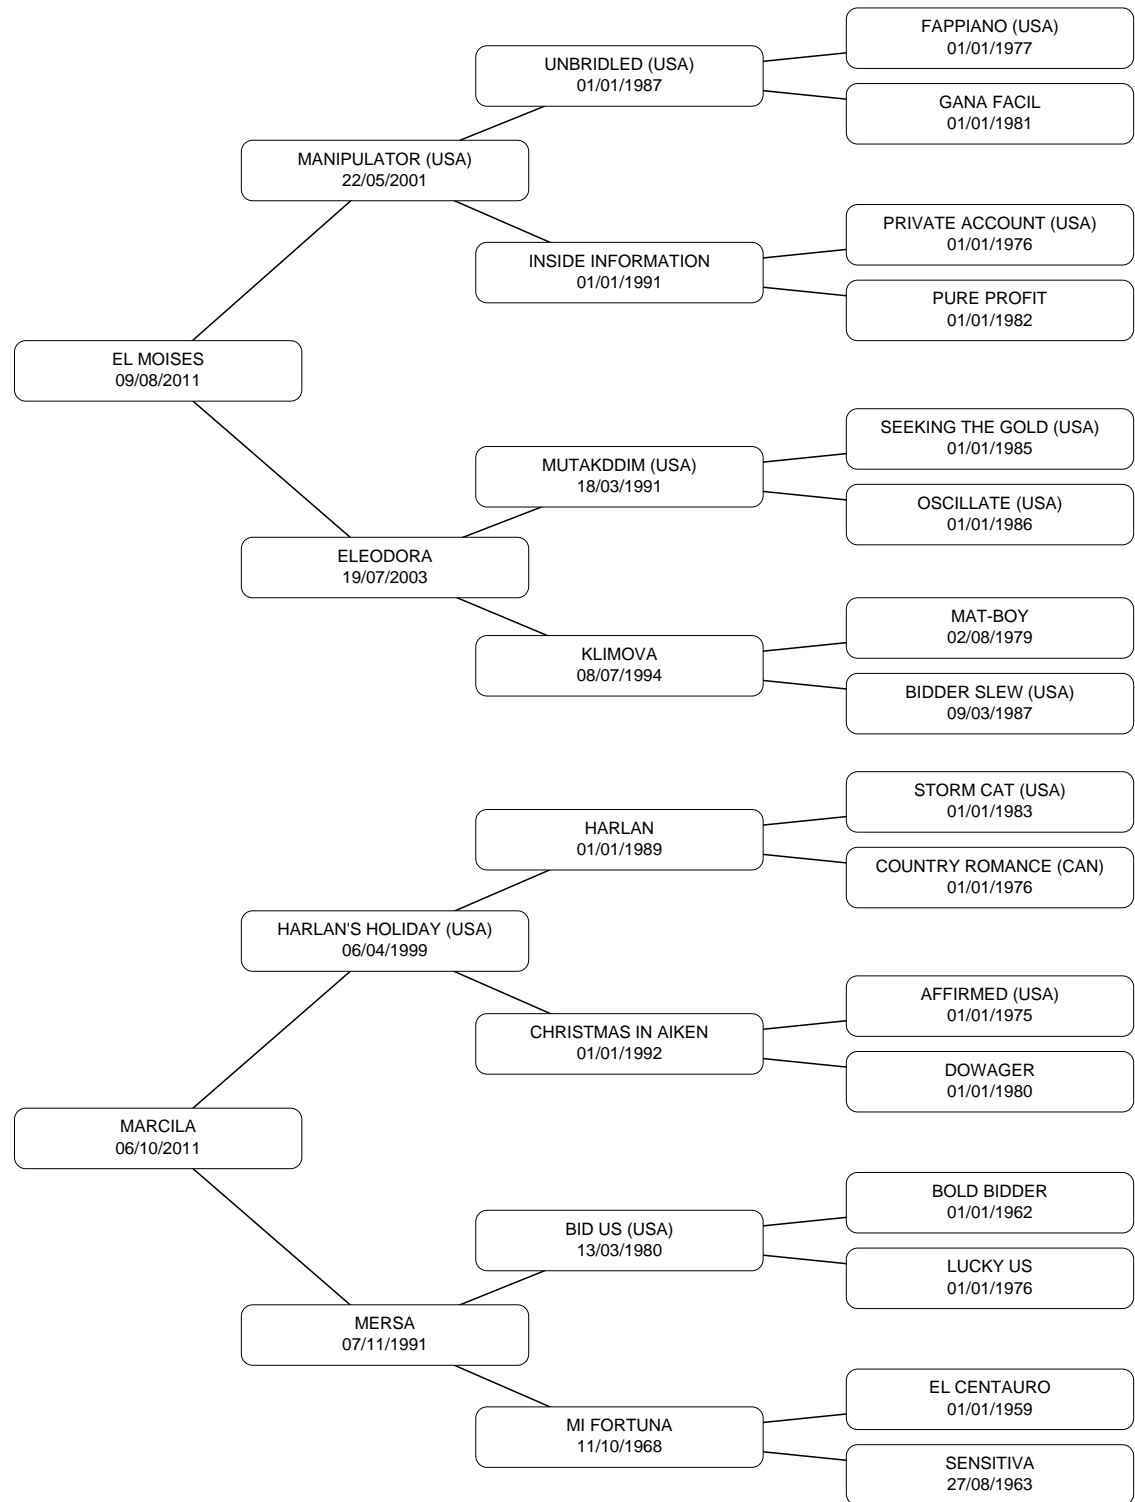 FAPPIANO (USA)
01/01/1977
UNBRIDLED (USA)
01/01/1987
GANA FACIL
01/01/1981
MANIPULATOR (USA)
22/05/2001
PRIVATE ACCOUNT (USA)
01/01/1976
INSIDE INFORMATION
01/01/1991
PURE PROFIT
01/01/1982
EL MOISES
09/08/2011
SEEKING THE GOLD (USA)
01/01/1985
MUTAKDDIM (USA)
18/03/1991
OSCILLATE (USA)
01/01/1986
ELEODORA
19/07/2003
MAT-BOY
02/08/1979
KLIMOVA
08/07/1994
BIDDER SLEW (USA)
09/03/1987
STORM CAT (USA)
01/01/1983
HARLAN
01/01/1989
COUNTRY ROMANCE (CAN)
01/01/1976
HARLAN'S HOLIDAY (USA)
06/04/1999
AFFIRMED (USA)
01/01/1975
CHRISTMAS IN AIKEN
01/01/1992
DOWAGER
01/01/1980
MARCILA
06/10/2011
BOLD BIDDER
01/01/1962
BID US (USA)
13/03/1980
LUCKY US
01/01/1976
MERSA
07/11/1991
EL CENTAURO
01/01/1959
MI FORTUNA
11/10/1968
SENSITIVA
27/08/1963